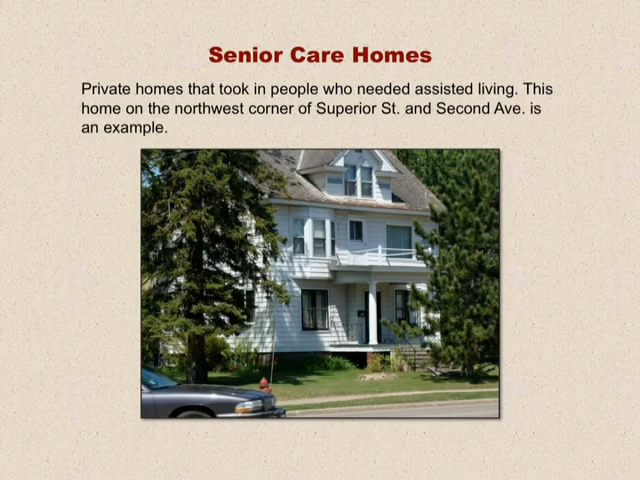 Senior Care Homes
Private homes that took in people who needed assisted living. This
home on the northwest corner of Superior St. and Second Ave. is
an example.